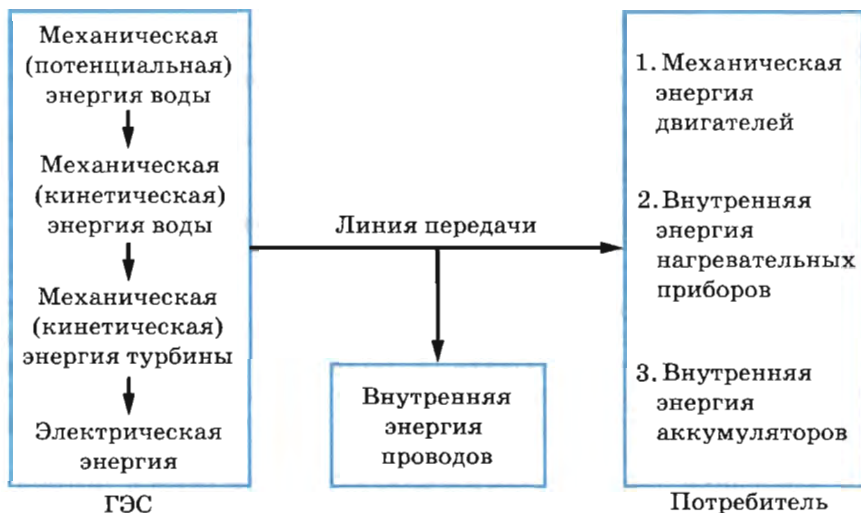 Механическая
(потенциальная)
энергия воды
Механическая
(кинетическая)
энергия воды
Механическая
(кинетическая)
энергия турбины
Электрическая
энергия
ГЭС
Линия передачи
Внутренняя
энергия
проводов
1. Механическая
энергия
двигателей
2. Внутренняя
энергия
нагревательных
приборов
3. Внутренняя
энергия
аккумуляторов
Потребитель